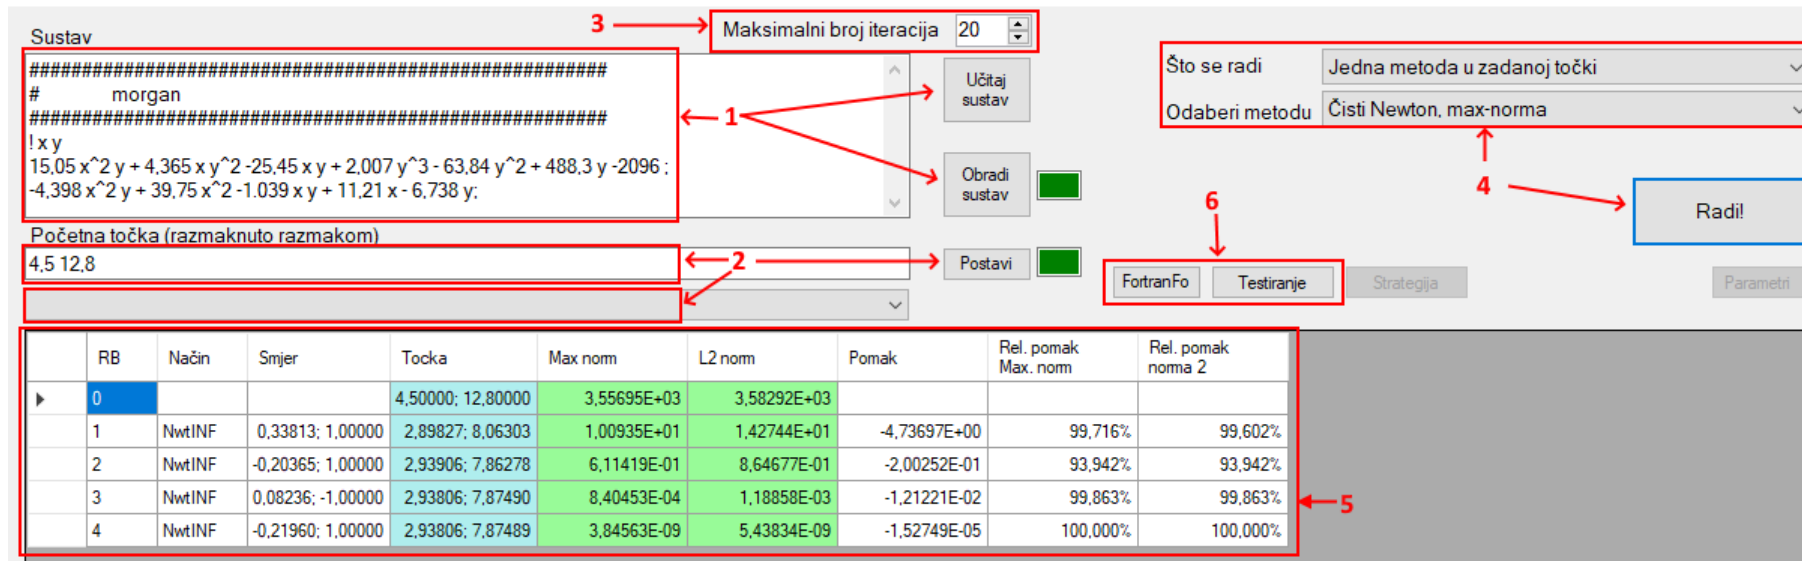 3
Maksimalni broj iteracija 20
Sustav
#######################################################
# morgan
#######################################################
! x y
15,05 x^2 y + 4,365 x y^2 -25,45 x y + 2,007 y^3 - 63,84 y^2 + 488,3 y -2096 ;
-4,398 x^2 y + 39,75 x^2 -1.039 x y + 11,21 x - 6,738 y;
1
Učitaj
sustav
Obradi
sustav
Što se radi Jedna metoda u zadanoj točki
Odaberi metodu Čisti Newton, max-norma
4
Radi!
Početna točka (razmaknuto razmakom)
4,5 12,8
2
Postavi
6
FortranFo Testiranje Strategija Parametri
RB Način Smjer Tocka Max norm L2 norm Pomak Rel. pomak Max. norm Rel. pomak norma 2
0 4,50000; 12,80000 3,55695E+03 3,58292E+03
1 NwtINF 0,33813; 1,00000 2,89827; 8,06303 1,00935E+01 1,42744E+01 -4,73697E+00 99,716% 99,602%
2 NwtINF -0,20365; 1,00000 2,93906; 7,86278 6,11419E-01 8,64677E-01 -2,00252E-01 93,942% 93,942%
3 NwtINF 0,08236; -1,00000 2,93806; 7,87490 8,40453E-04 1,18858E-03 -1,21221E-02 99,863% 99,863%
4 NwtINF -0,21960; 1,00000 2,93806; 7,87489 3,84563E-09 5,43834E-09 -1,52749E-05 100,000% 100,000%
5